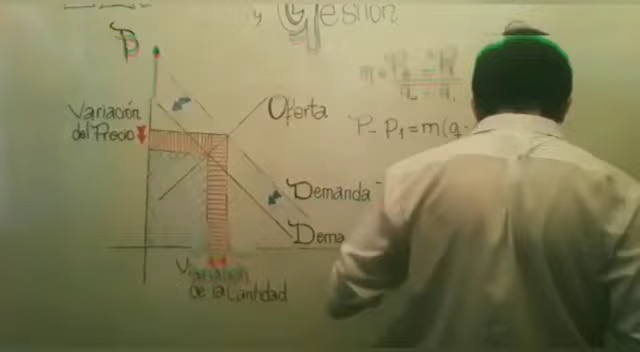 y Gestión
P
Variación
del Precio
Oferta
P - P₁ = m(q -
Demanda
Dema
Variación
de la Cantidad